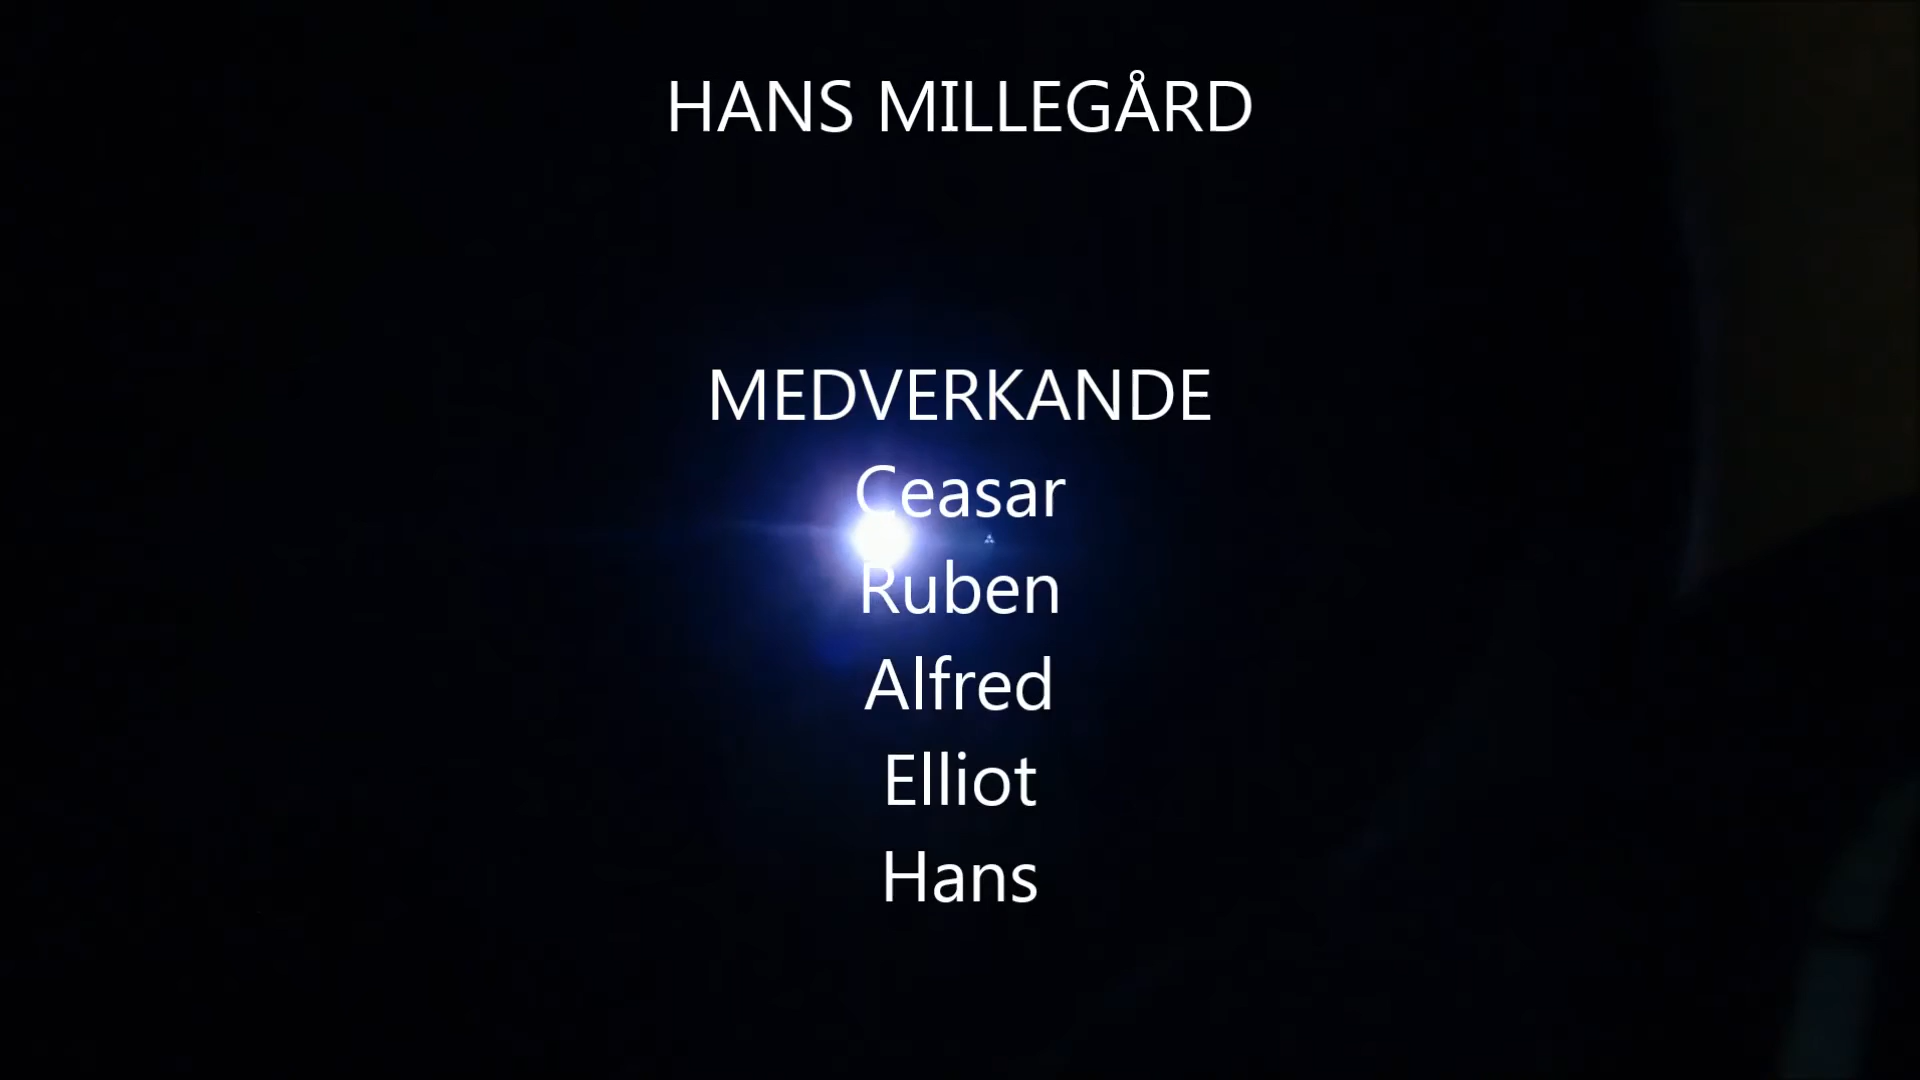 HANS MILLEGÅRD
MEDVERKANDE
Ceasar
Ruben
Alfred
Elliot
Hans